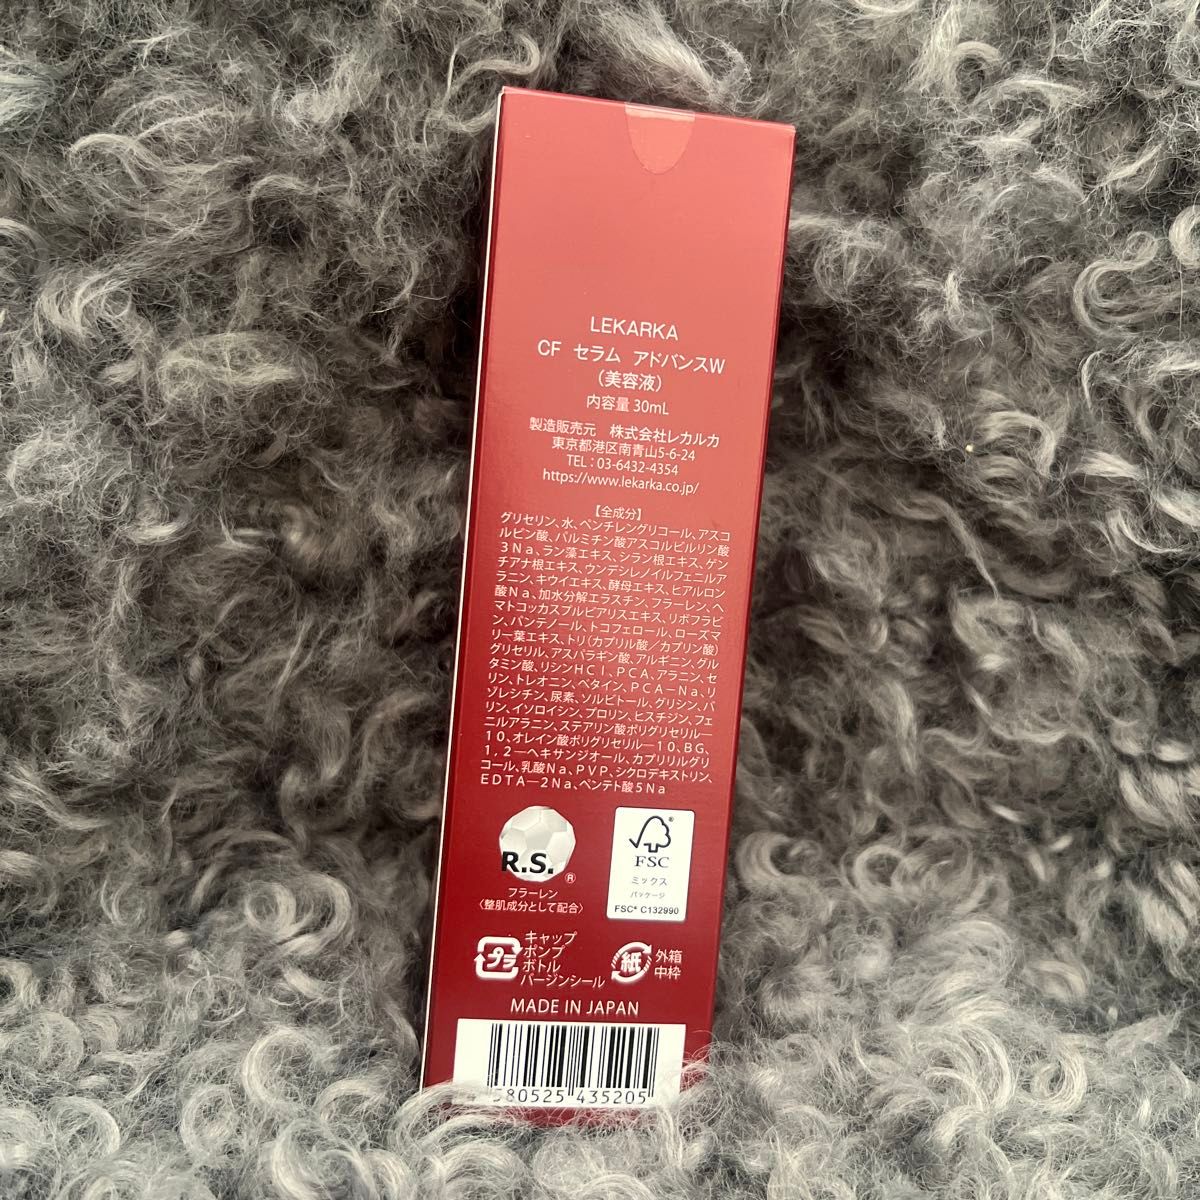 LEKARKA
CF セラム アドバンスW
（美容液）
内容量 30mL
製造販売元 株式会社レカルカ
東京都港区南青山5-6-24
TEL：03-6432-4354
https://www.lekarka.co.jp/
【全成分】
グリセリン、水、ペンチレングリコール、アスコ
ルビン酸、パルミチン酸アスコルビルリン酸
3Na、ラン藻エキス、シラン根エキス、ゲン
チアナ根エキス、ウンデシレノイルフェニルア
ラニン、キウイエキス、酵母エキス、ヒアルロン
酸Na、加水分解エラスチン、フラーレン、ヘ
マトコッカスプルビアリスエキス、リボフラビ
ン、パンテノール、トコフェロール、ローズマ
リー葉エキス、トリ（カプリル酸／カプリン酸）
グリセリル、アスパラギン酸、アルギニン、グル
タミン酸、リシンHCl、PCA、アラニン、セ
リン、トレオニン、ベタイン、PCA－Na、リ
ゾレシチン、尿素、ソルビトール、グリシン、バ
リン、イソロイシン、プロリン、ヒスチジン、フェ
ニルアラニン、ステアリン酸ポリグリセリル―
10、オレイン酸ポリグリセリル―10、BG、
1，2―ヘキサンジオール、カプリリルグリ
コール、乳酸Na、PVP、シクロデキストリン、
EDTA―2Na、ペンテト酸5Na
R.S.®
フラーレン
〈整肌成分として配合〉
FSC®
ミックス
パッケージ
FSC® C132990
プラ
キャップ
ポンプ
ボトル
バージンシール
紙
外箱
中枠
MADE IN JAPAN
4 580525 435205